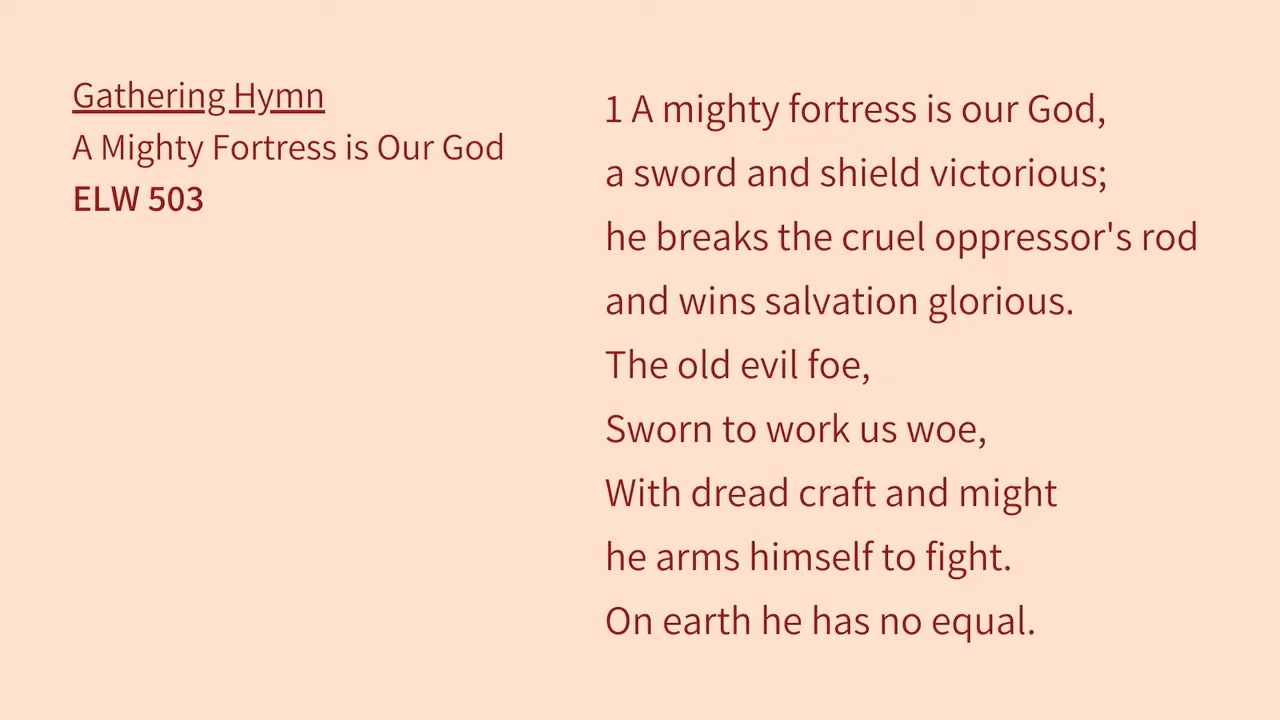 Gathering Hymn
A Mighty Fortress is Our God
ELW 503
1 A mighty fortress is our God,
a sword and shield victorious;
he breaks the cruel oppressor's rod
and wins salvation glorious.
The old evil foe,
Sworn to work us woe,
With dread craft and might
he arms himself to fight.
On earth he has no equal.